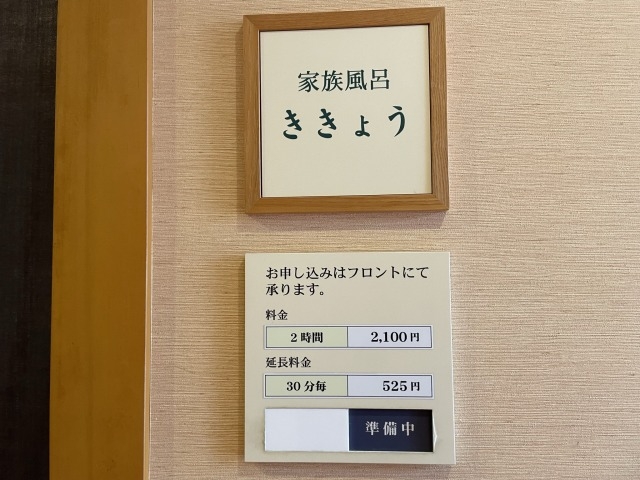 家族風呂
ききょう
お申し込みはフロントにて
承ります。
料金
2時間 2,100円
延長料金
30分毎 525円
準備中